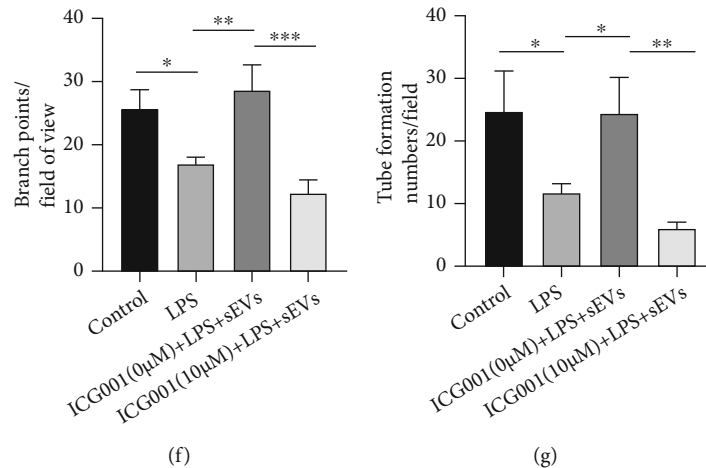 Branch points/
field of view
40
30
20
10
0
*
**
***
Control
LPS
ICG001(0μM)+LPS+sEVs
ICG001(10μM)+LPS+sEVs
(f)
Tube formation
numbers/field
40
30
20
10
0
*
*
**
Control
LPS
ICG001(0μM)+LPS+sEVs
ICG001(10μM)+LPS+sEVs
(g)